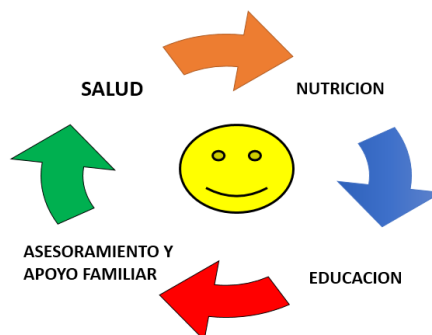 SALUD
NUTRICION
ASESORAMIENTO Y
APOYO FAMILIAR
EDUCACION